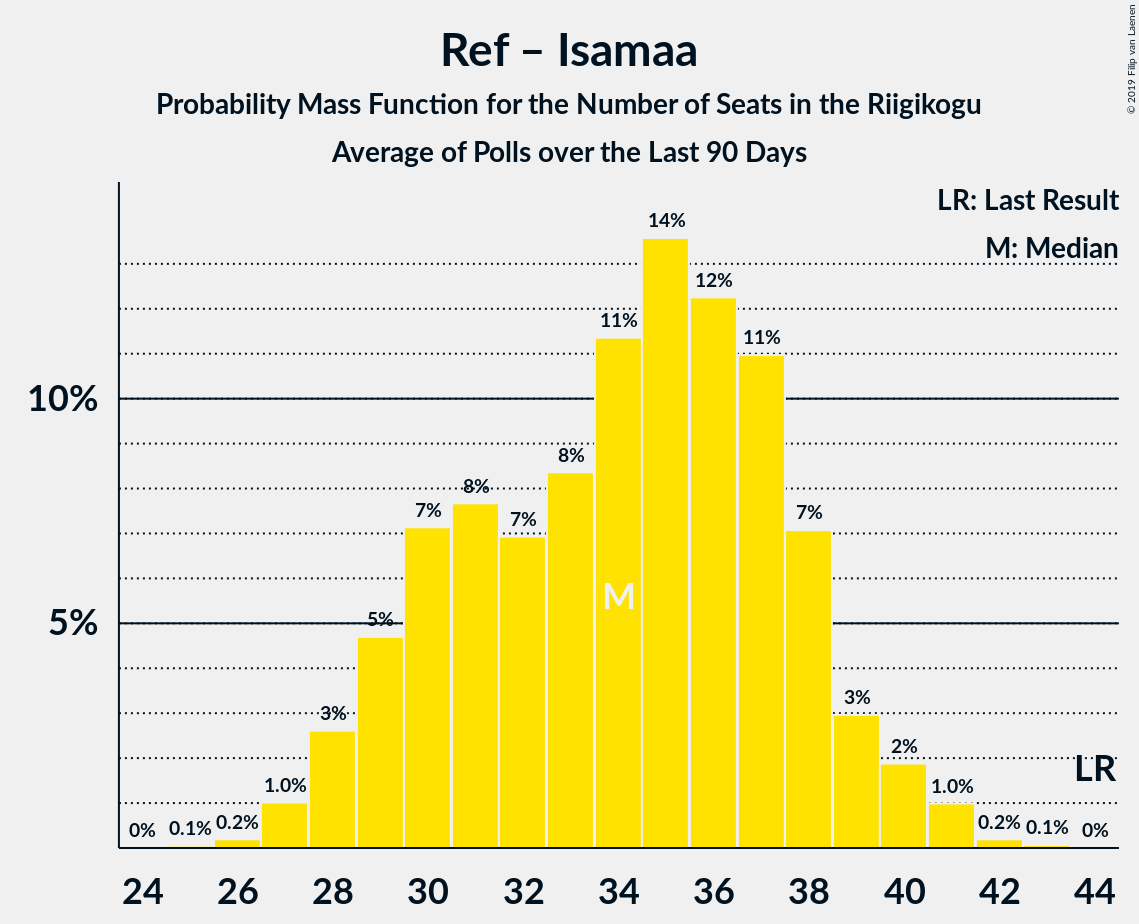 Ref – Isamaa
Probability Mass Function for the Number of Seats in the Riigikogu
Average of Polls over the Last 90 Days
© 2019 Filip van Laenen
LR: Last Result
M: Median
14%
12%
11%
11%
10%
8%
8%
7%
7%
7%
M
5%
5%
3%
3%
2%
LR
1.0%
1.0%
0%
0.1%
0.2%
0.2%
0.1%
0%
24 26 28 30 32 34 36 38 40 42 44